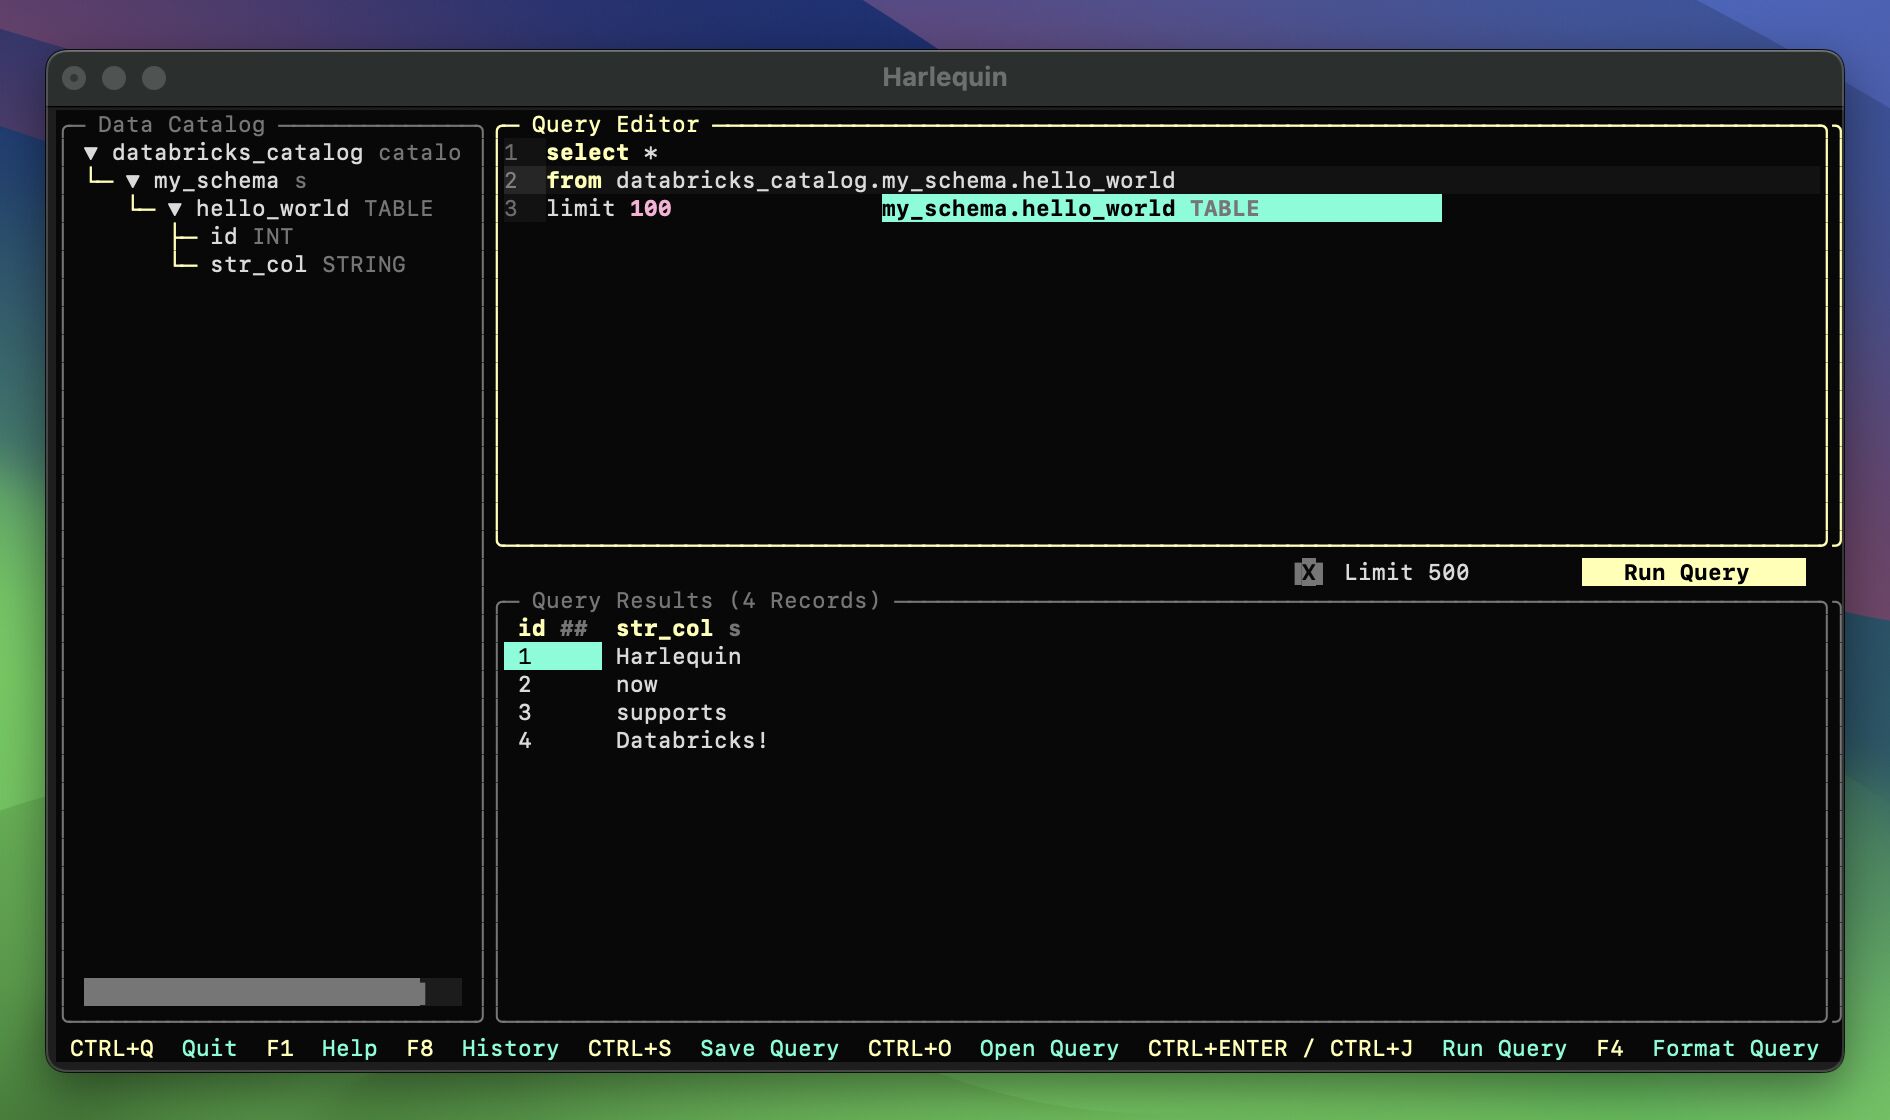 Harlequin
Data Catalog
▼ databricks_catalog catalo
▼ my_schema s
▼ hello_world TABLE
id INT
str_col STRING
Query Editor
1 select *
2 from databricks_catalog.my_schema.hello_world
3 limit 100
my_schema.hello_world TABLE
X Limit 500
Run Query
Query Results (4 Records)
id ## str_col s
1 Harlequin
2 now
3 supports
4 Databricks!
CTRL+Q Quit F1 Help F8 History CTRL+S Save Query CTRL+O Open Query CTRL+ENTER / CTRL+J Run Query F4 Format Query